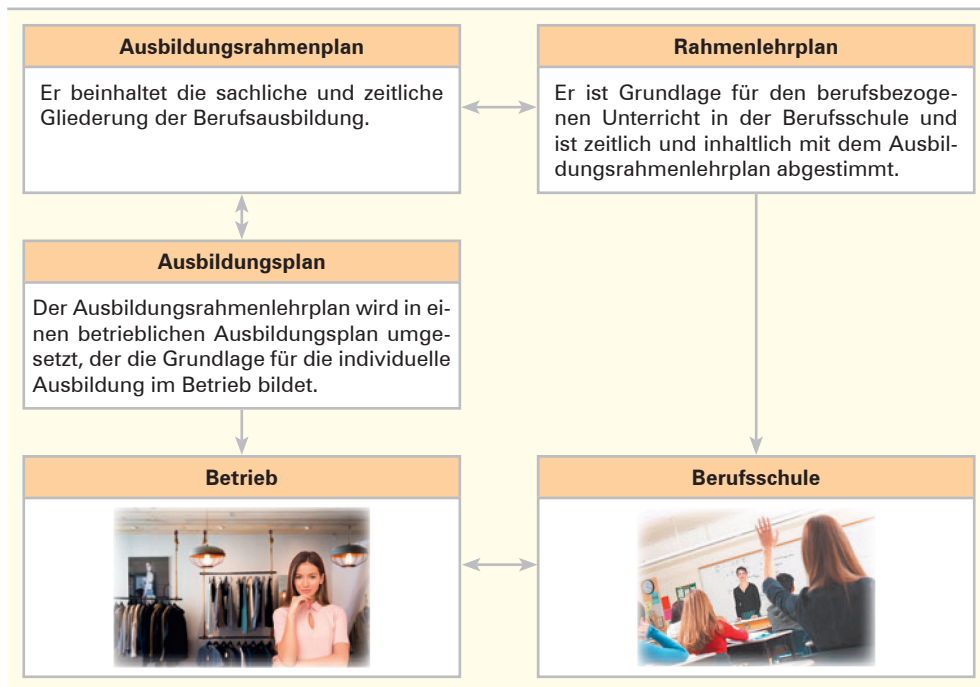 Ausbildungsrahmenplan
Er beinhaltet die sachliche und zeitliche
Gliederung der Berufsausbildung.
Rahmenlehrplan
Er ist Grundlage für den berufsbezoge-
nen Unterricht in der Berufsschule und
ist zeitlich und inhaltlich mit dem Ausbil-
dungsrahmenlehrplan abgestimmt.
Ausbildungsplan
Der Ausbildungsrahmenlehrplan wird in ei-
nen betrieblichen Ausbildungsplan umge-
setzt, der die Grundlage für die individuelle
Ausbildung im Betrieb bildet.
Betrieb
Berufsschule